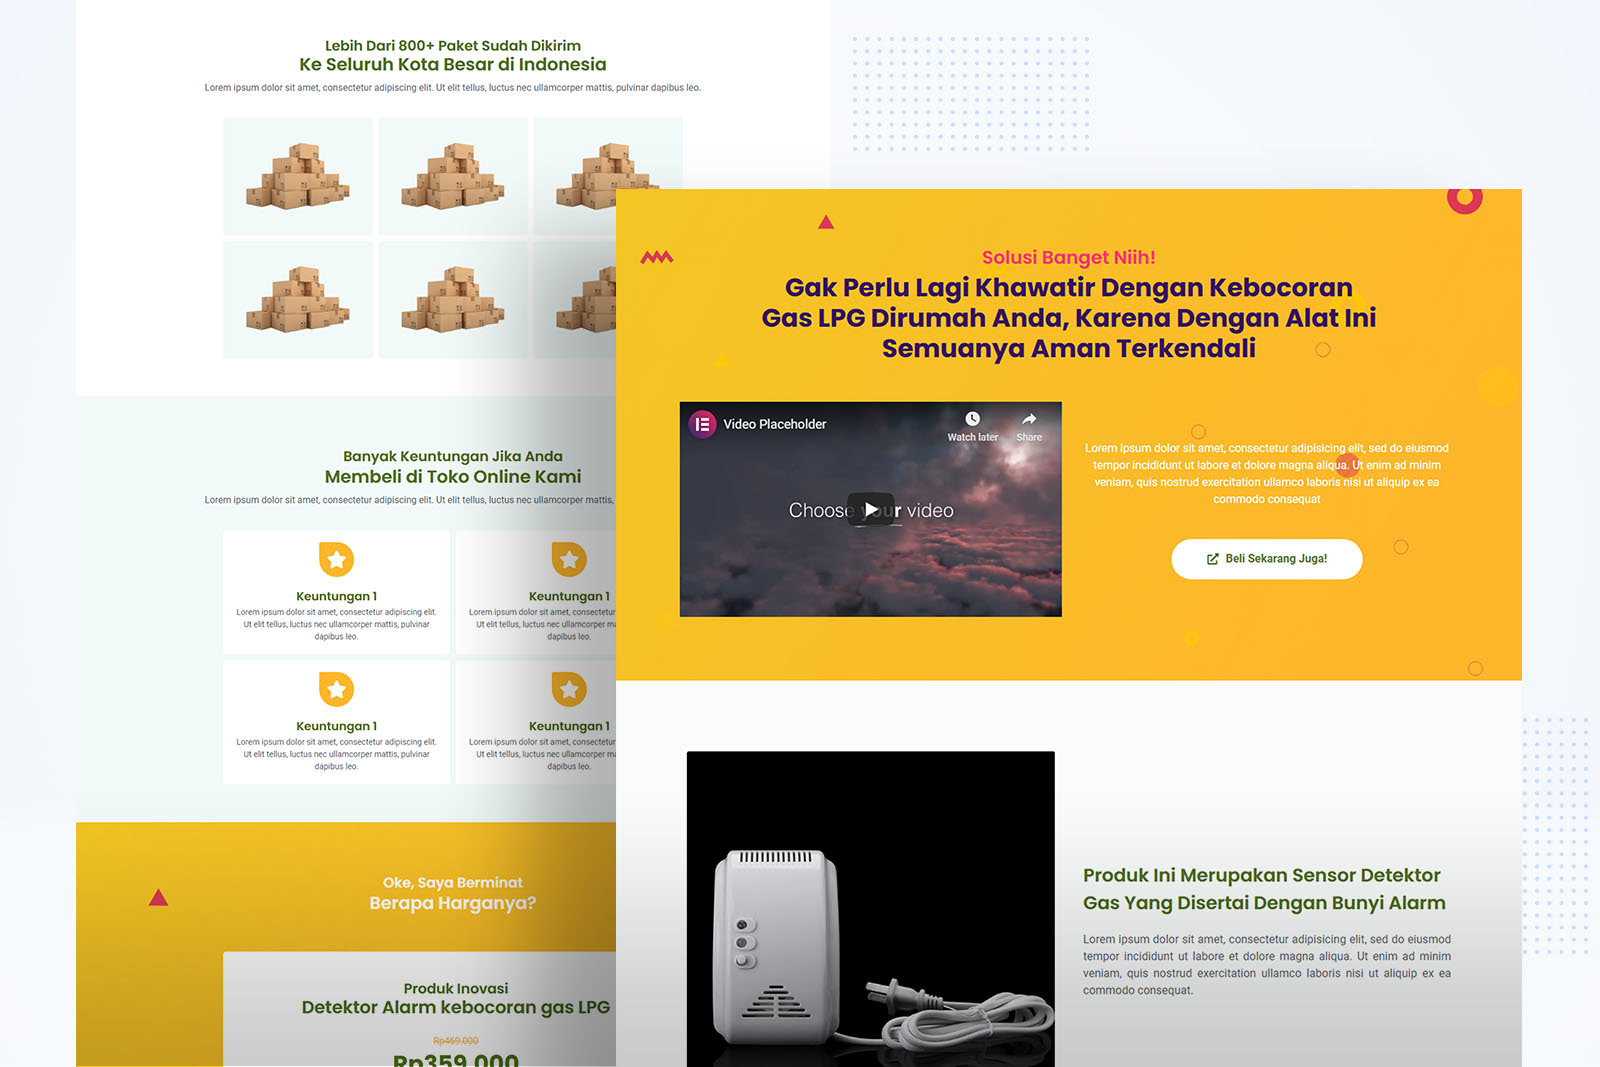 Lebih Dari 800+ Paket Sudah Dikirim
Ke Seluruh Kota Besar di Indonesia
Lorem ipsum dolor sit amet, consectetur adipiscing elit. Ut elit tellus, luctus nec ullamcorper mattis, pulvinar dapibus leo.
Banyak Keuntungan Jika Anda
Membeli di Toko Online Kami
Lorem ipsum dolor sit amet, consectetur adipiscing elit. Ut elit tellus, luctus nec ullamcorper mattis,
Keuntungan 1
Lorem ipsum dolor sit amet, consectetur adipiscing elit.
Ut elit tellus, luctus nec ullamcorper mattis, pulvinar
dapibus leo.
Keuntungan 1
Lorem ipsum dolor sit amet, consectetur
Ut elit tellus, luctus nec ullamcorper
dapibus leo.
Keuntungan 1
Lorem ipsum dolor sit amet, consectetur adipiscing elit.
Ut elit tellus, luctus nec ullamcorper mattis, pulvinar
dapibus leo.
Keuntungan 1
Lorem ipsum dolor sit amet, consectetur
Ut elit tellus, luctus nec ullamcorper
dapibus leo.
Oke, Saya Berminat
Berapa Harganya?
Produk Inovasi
Detektor Alarm kebocoran gas LPG
Rp469.000
Rp359.000
Solusi Banget Niih!
Gak Perlu Lagi Khawatir Dengan Kebocoran
Gas LPG Dirumah Anda, Karena Dengan Alat Ini
Semuanya Aman Terkendali
Video Placeholder
Watch later
Share
Choose your video
Lorem ipsum dolor sit amet, consectetur adipisicing elit, sed do eiusmod
tempor incididunt ut labore et dolore magna aliqua. Ut enim ad minim
veniam, quis nostrud exercitation ullamco laboris nisi ut aliquip ex ea
commodo consequat
Beli Sekarang Juga!
Produk Ini Merupakan Sensor Detektor
Gas Yang Disertai Dengan Bunyi Alarm
Lorem ipsum dolor sit amet, consectetur adipisicing elit, sed do eiusmod
tempor incididunt ut labore et dolore magna aliqua. Ut enim ad minim
veniam, quis nostrud exercitation ullamco laboris nisi ut aliquip ex ea
commodo consequat.